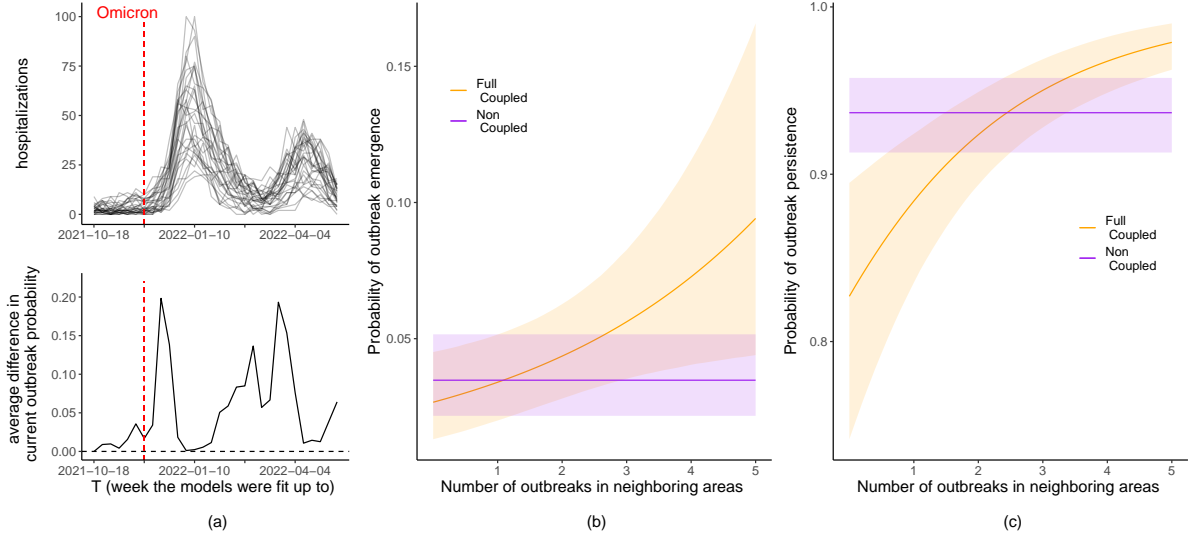 Omicron
hospitalizations
100
75
50
25
0
2021−10−18
2022−01−10
2022−04−04
average difference in
current outbreak probability
0.20
0.15
0.10
0.05
0.00
2021−10−18
2022−01−10
2022−04−04
T (week the models were fit up to)
(a)
Probability of outbreak emergence
0.15
0.10
0.05
Full
Coupled
Non
Coupled
1
2
3
4
5
Number of outbreaks in neighboring areas
(b)
Probability of outbreak persistence
1.0
0.9
0.8
Full
Coupled
Non
Coupled
1
2
3
4
5
Number of outbreaks in neighboring areas
(c)